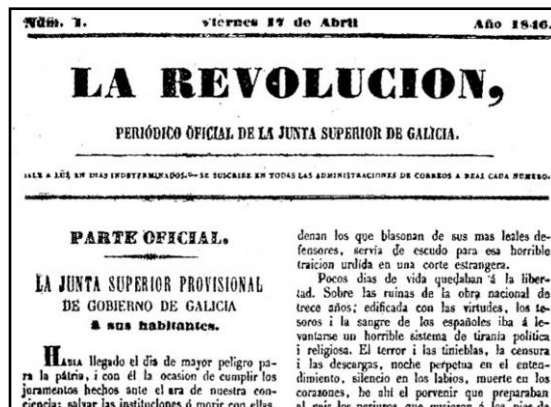 Núm. 1. Viernes 17 de Abril Año 1846.
LA REVOLUCION,
PERIÓDICO OFICIAL DE LA JUNTA SUPERIOR DE GALICIA.
SALE A LUZ EN DIAS INDETERMINADOS.—SE SUSCRIBE EN TODAS LAS ADMINISTRACIONES DE CORREOS A REAL CADA NUMERO.
PARTE OFICIAL.
LA JUNTA SUPERIOR PROVISIONAL
DE GOBIERNO DE GALICIA
á sus habitantes.
HABIA llegado el dia de mayor peligro pa-
ra la pátria, i con él la ocasion de cumplir los
juramentos hechos ante el ara de nuestra con-
ciencia: salvar las instituciones ó morir con ellas.
denan los que blasonan de sus mas leales de-
fensores, servia de escudo para esa horrible
traicion urdida en una corte estrangera.
Pocos dias de vida quedaban á la liber-
tad. Sobre las ruinas de la obra nacional de
trece años; edificada con las virtudes, los te-
soros i la sangre de los españoles iba á le-
vantarse un horrible sistema de tiranía política
i religiosa. El terror i las tinieblas, la censura
i las descargas, noche perpetua en el enten-
dimiento, silencio en los labios, muerte en los
corazones, he ahi el porvenir que preparaban